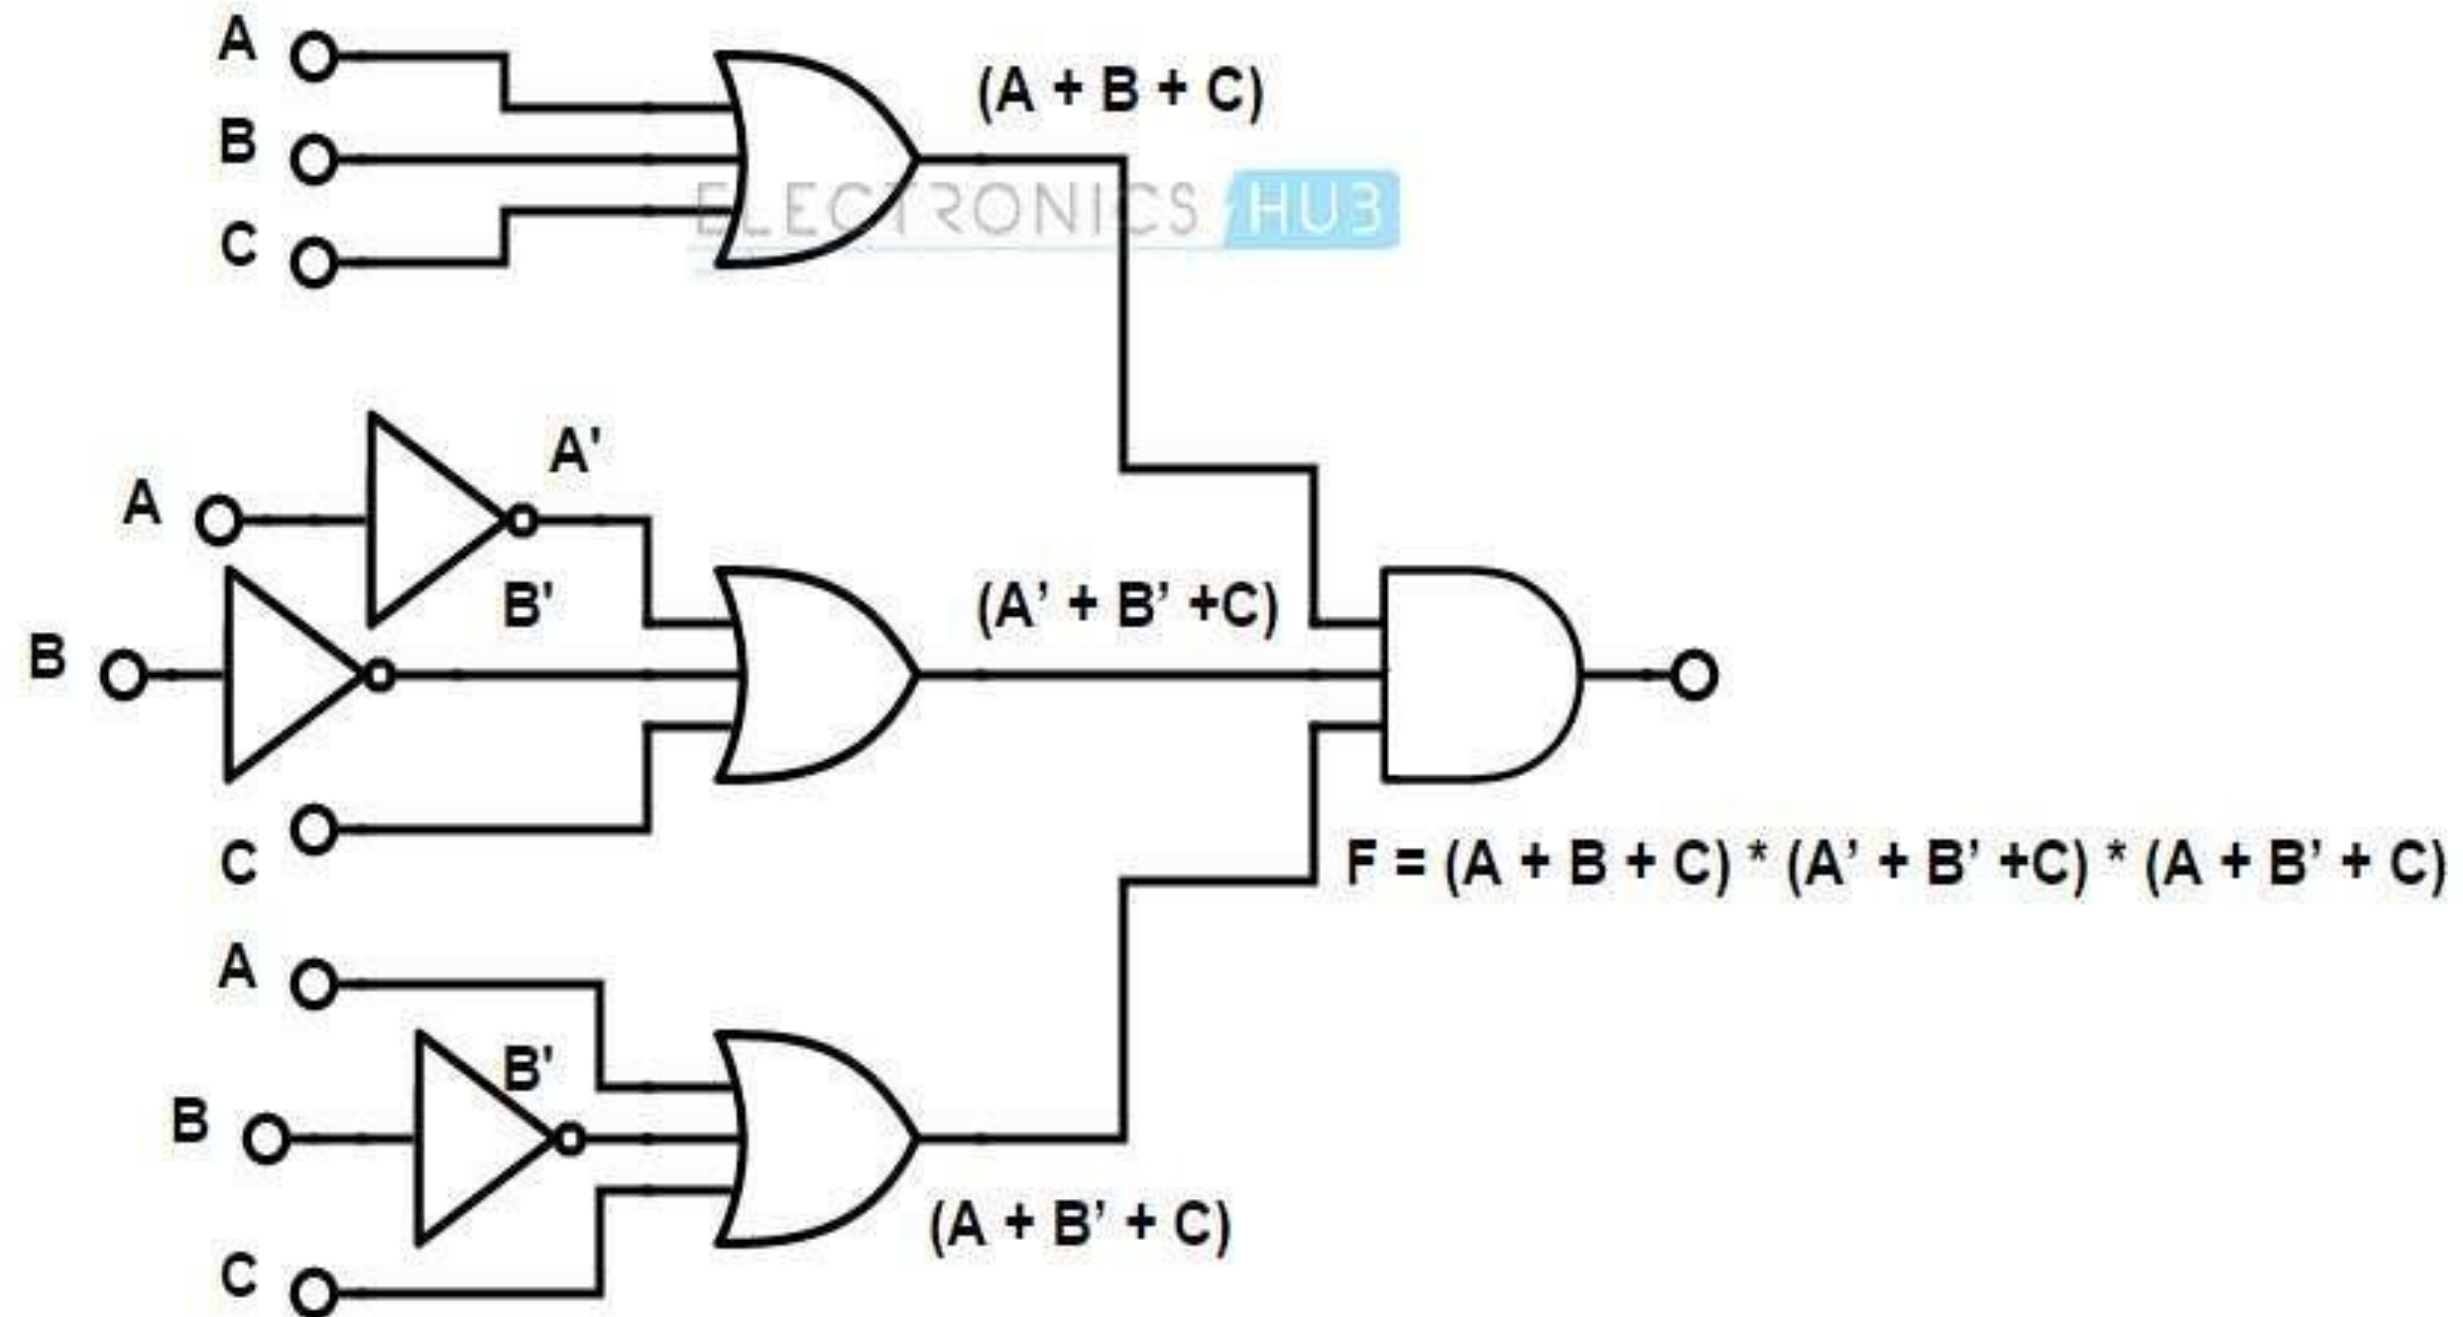 A
(A + B + C)
B
ELECTRONICS HUB
C
A'
A
B'
(A’ + B’ +C)
B
C
F = (A + B + C) * (A’ + B’ +C) * (A + B’ + C)
A
B'
B
(A + B’ + C)
C